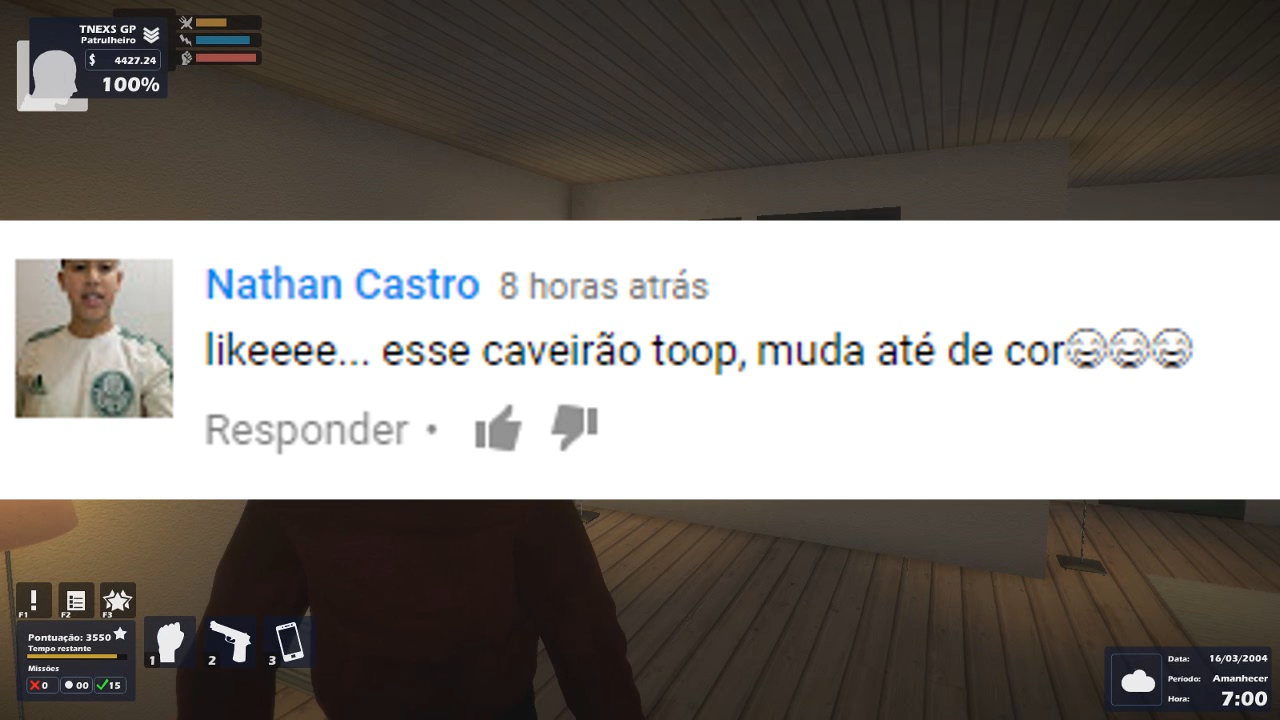 TNEXS GP
Patrulheiro
$ 4427.24
100%
Nathan Castro 8 horas atrás
likeeee... esse caveirão toop, muda até de cor😂😂😂
Responder •
F1 F2 F3
Pontuação: 3550
Tempo restante
Missões
0 00 15
1 2 3
Data: 16/03/2004
Período: Amanhecer
Hora: 7:00